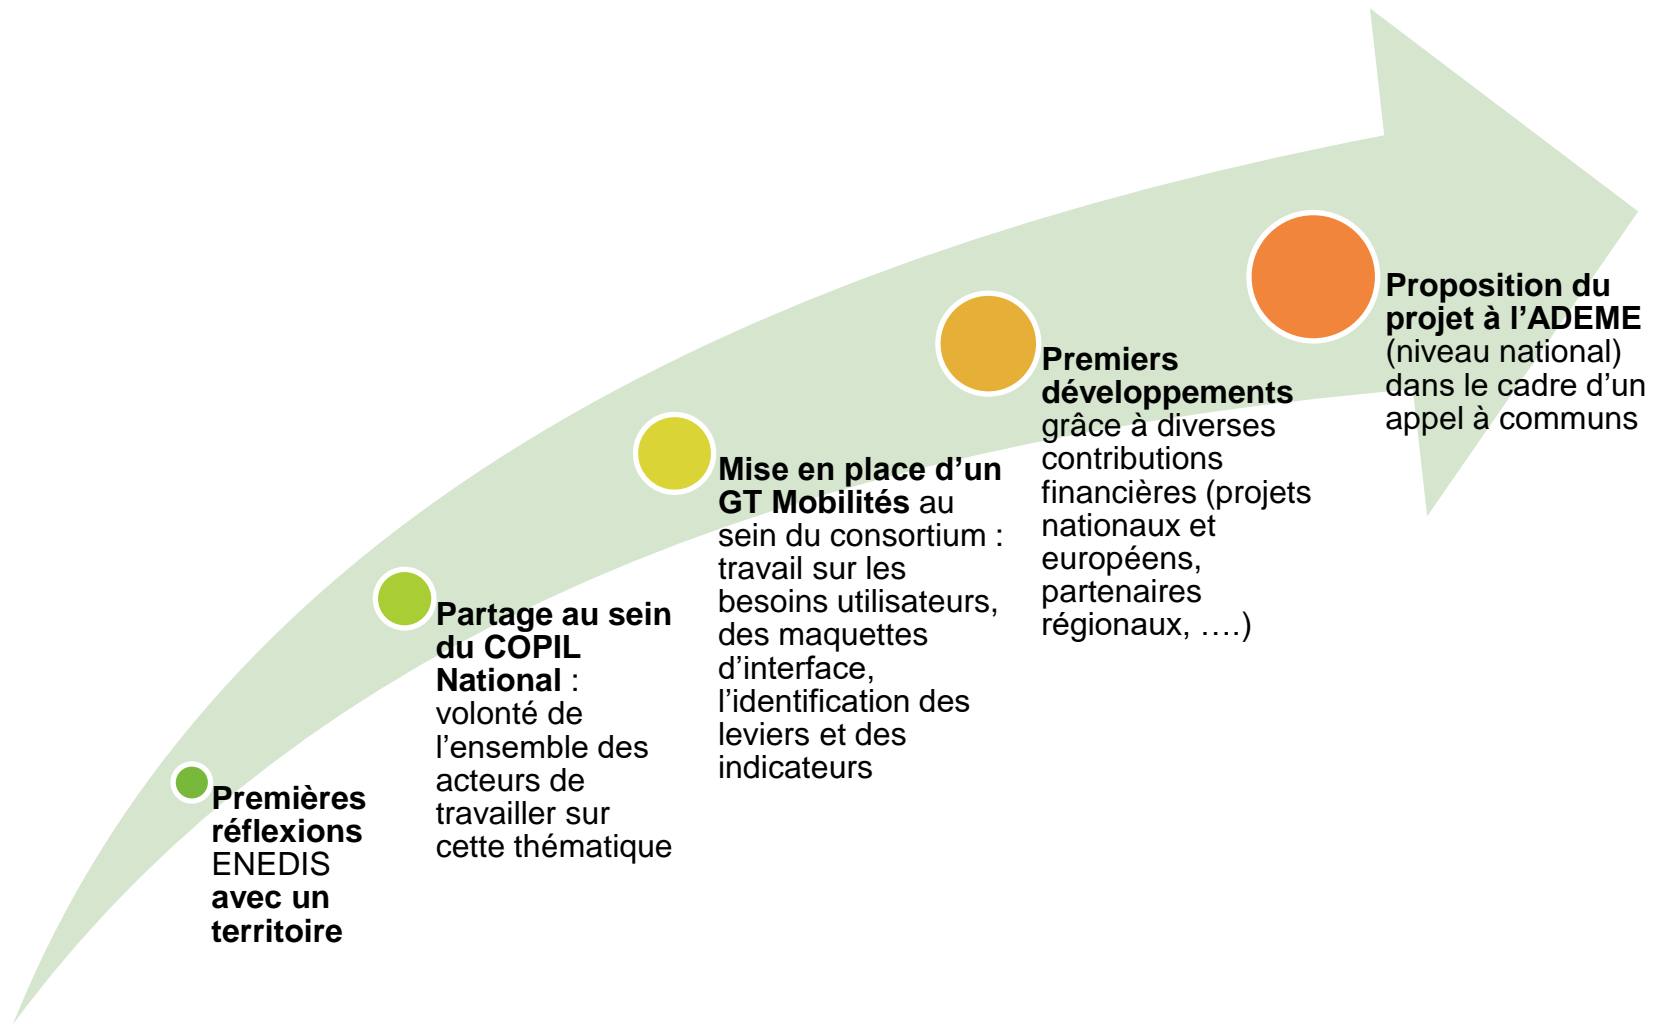 Premières
réflexions
ENEDIS
avec un
territoire
Partage au sein
du COPIL
National :
volonté de
l’ensemble des
acteurs de
travailler sur
cette thématique
Mise en place d’un
GT Mobilités au
sein du consortium :
travail sur les
besoins utilisateurs,
des maquettes
d’interface,
l’identification des
leviers et des
indicateurs
Premiers
développements
grâce à diverses
contributions
financières (projets
nationaux et
européens,
partenaires
régionaux, ….)
Proposition du
projet à l’ADEME
(niveau national)
dans le cadre d’un
appel à communs